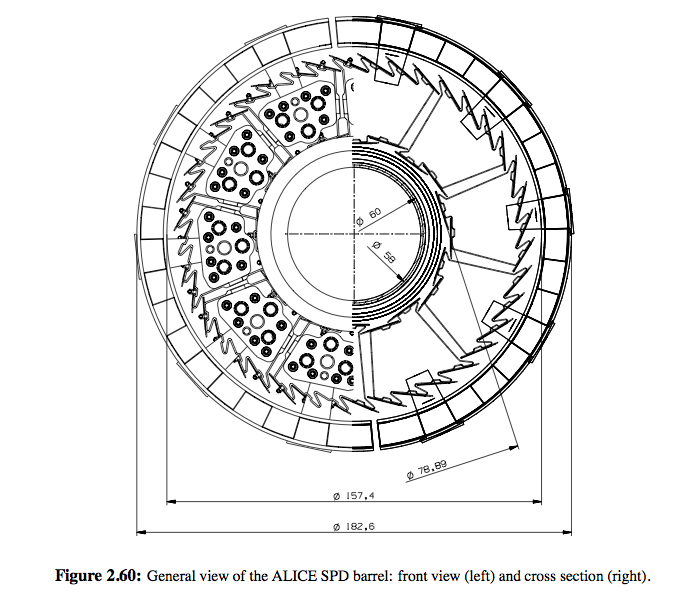 Ø 60
Ø 58
Ø 78,89
Ø 157,4
Ø 182,6
Figure 2.60: General view of the ALICE SPD barrel: front view (left) and cross section (right).